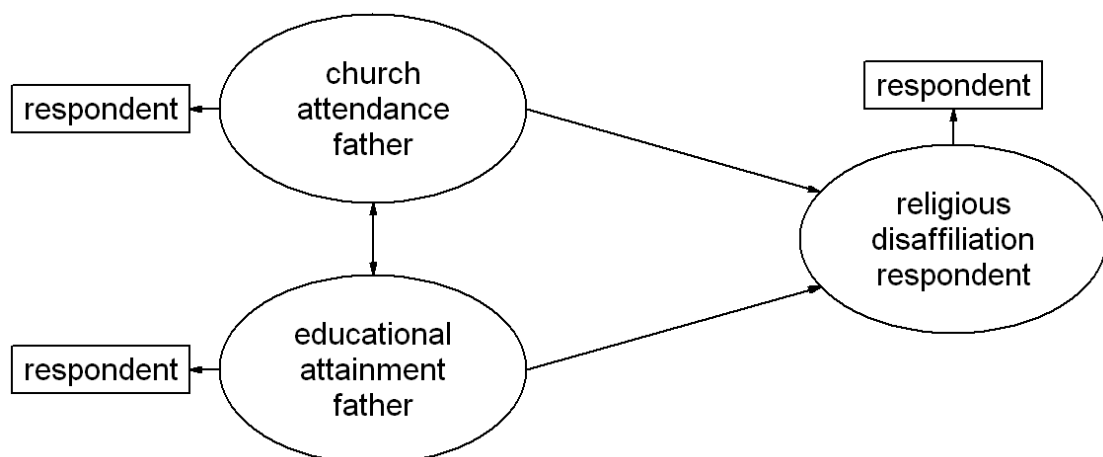 church
attendance
father
respondent
respondent
religious
disaffiliation
respondent
educational
attainment
father
respondent